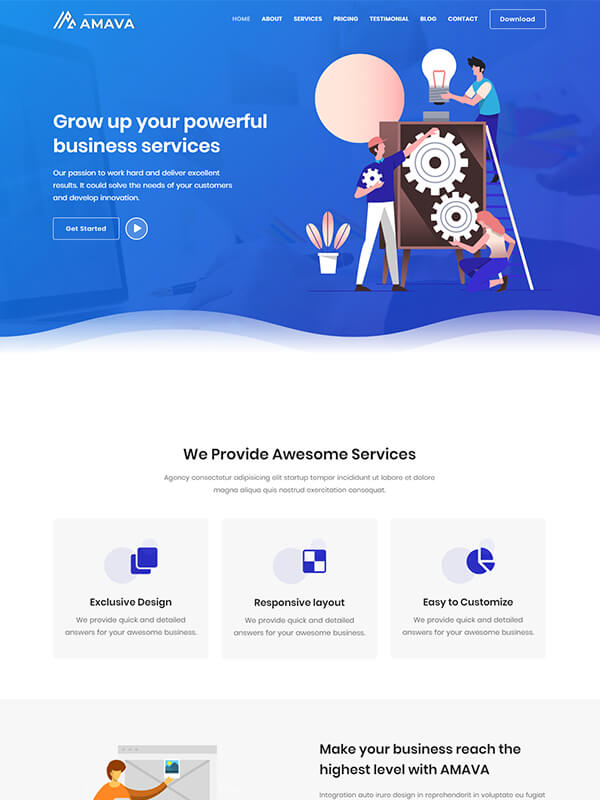 AMAVA
HOME ABOUT SERVICES PRICING TESTIMONIAL BLOG CONTACT Download
Grow up your powerful
business services
Our passion to work hard and deliver excellent
results. It could solve the needs of your customers
and develop innovation.
Get Started
We Provide Awesome Services
Agency consectetur adipisicing elit startup tempor incididunt ut labore et dolore
magna aliqua quis nostrud exercitation consequat.
Exclusive Design
We provide quick and detailed
answers for your awesome business.
Responsive layout
We provide quick and detailed
answers for your awesome business.
Easy to Customize
We provide quick and detailed
answers for your awesome business.
Make your business reach the
highest level with AMAVA
Integration auto irure design in reprehenderit in voluptate eu fugiat